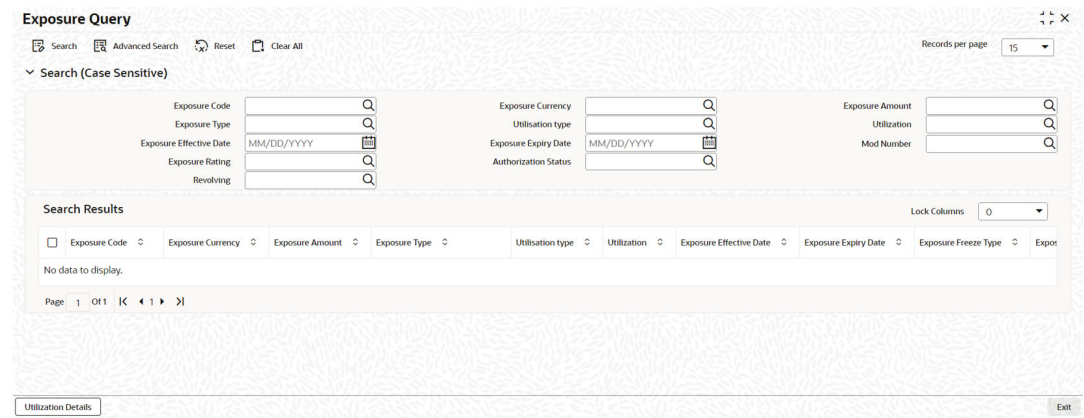 Exposure Query
Search Advanced Search Reset Clear All Records per page 15
Search (Case Sensitive)
Exposure Code Exposure Currency Exposure Amount
Exposure Type Utilisation type Utilization
Exposure Effective Date MM/DD/YYYY Exposure Expiry Date MM/DD/YYYY Mod Number
Exposure Rating Authorization Status
Revolving
Search Results Lock Columns 0
Exposure Code Exposure Currency Exposure Amount Exposure Type Utilisation type Utilization Exposure Effective Date Exposure Expiry Date Exposure Freeze Type Expos
No data to display.
Page 1 Of 1 1
Utilization Details Exit